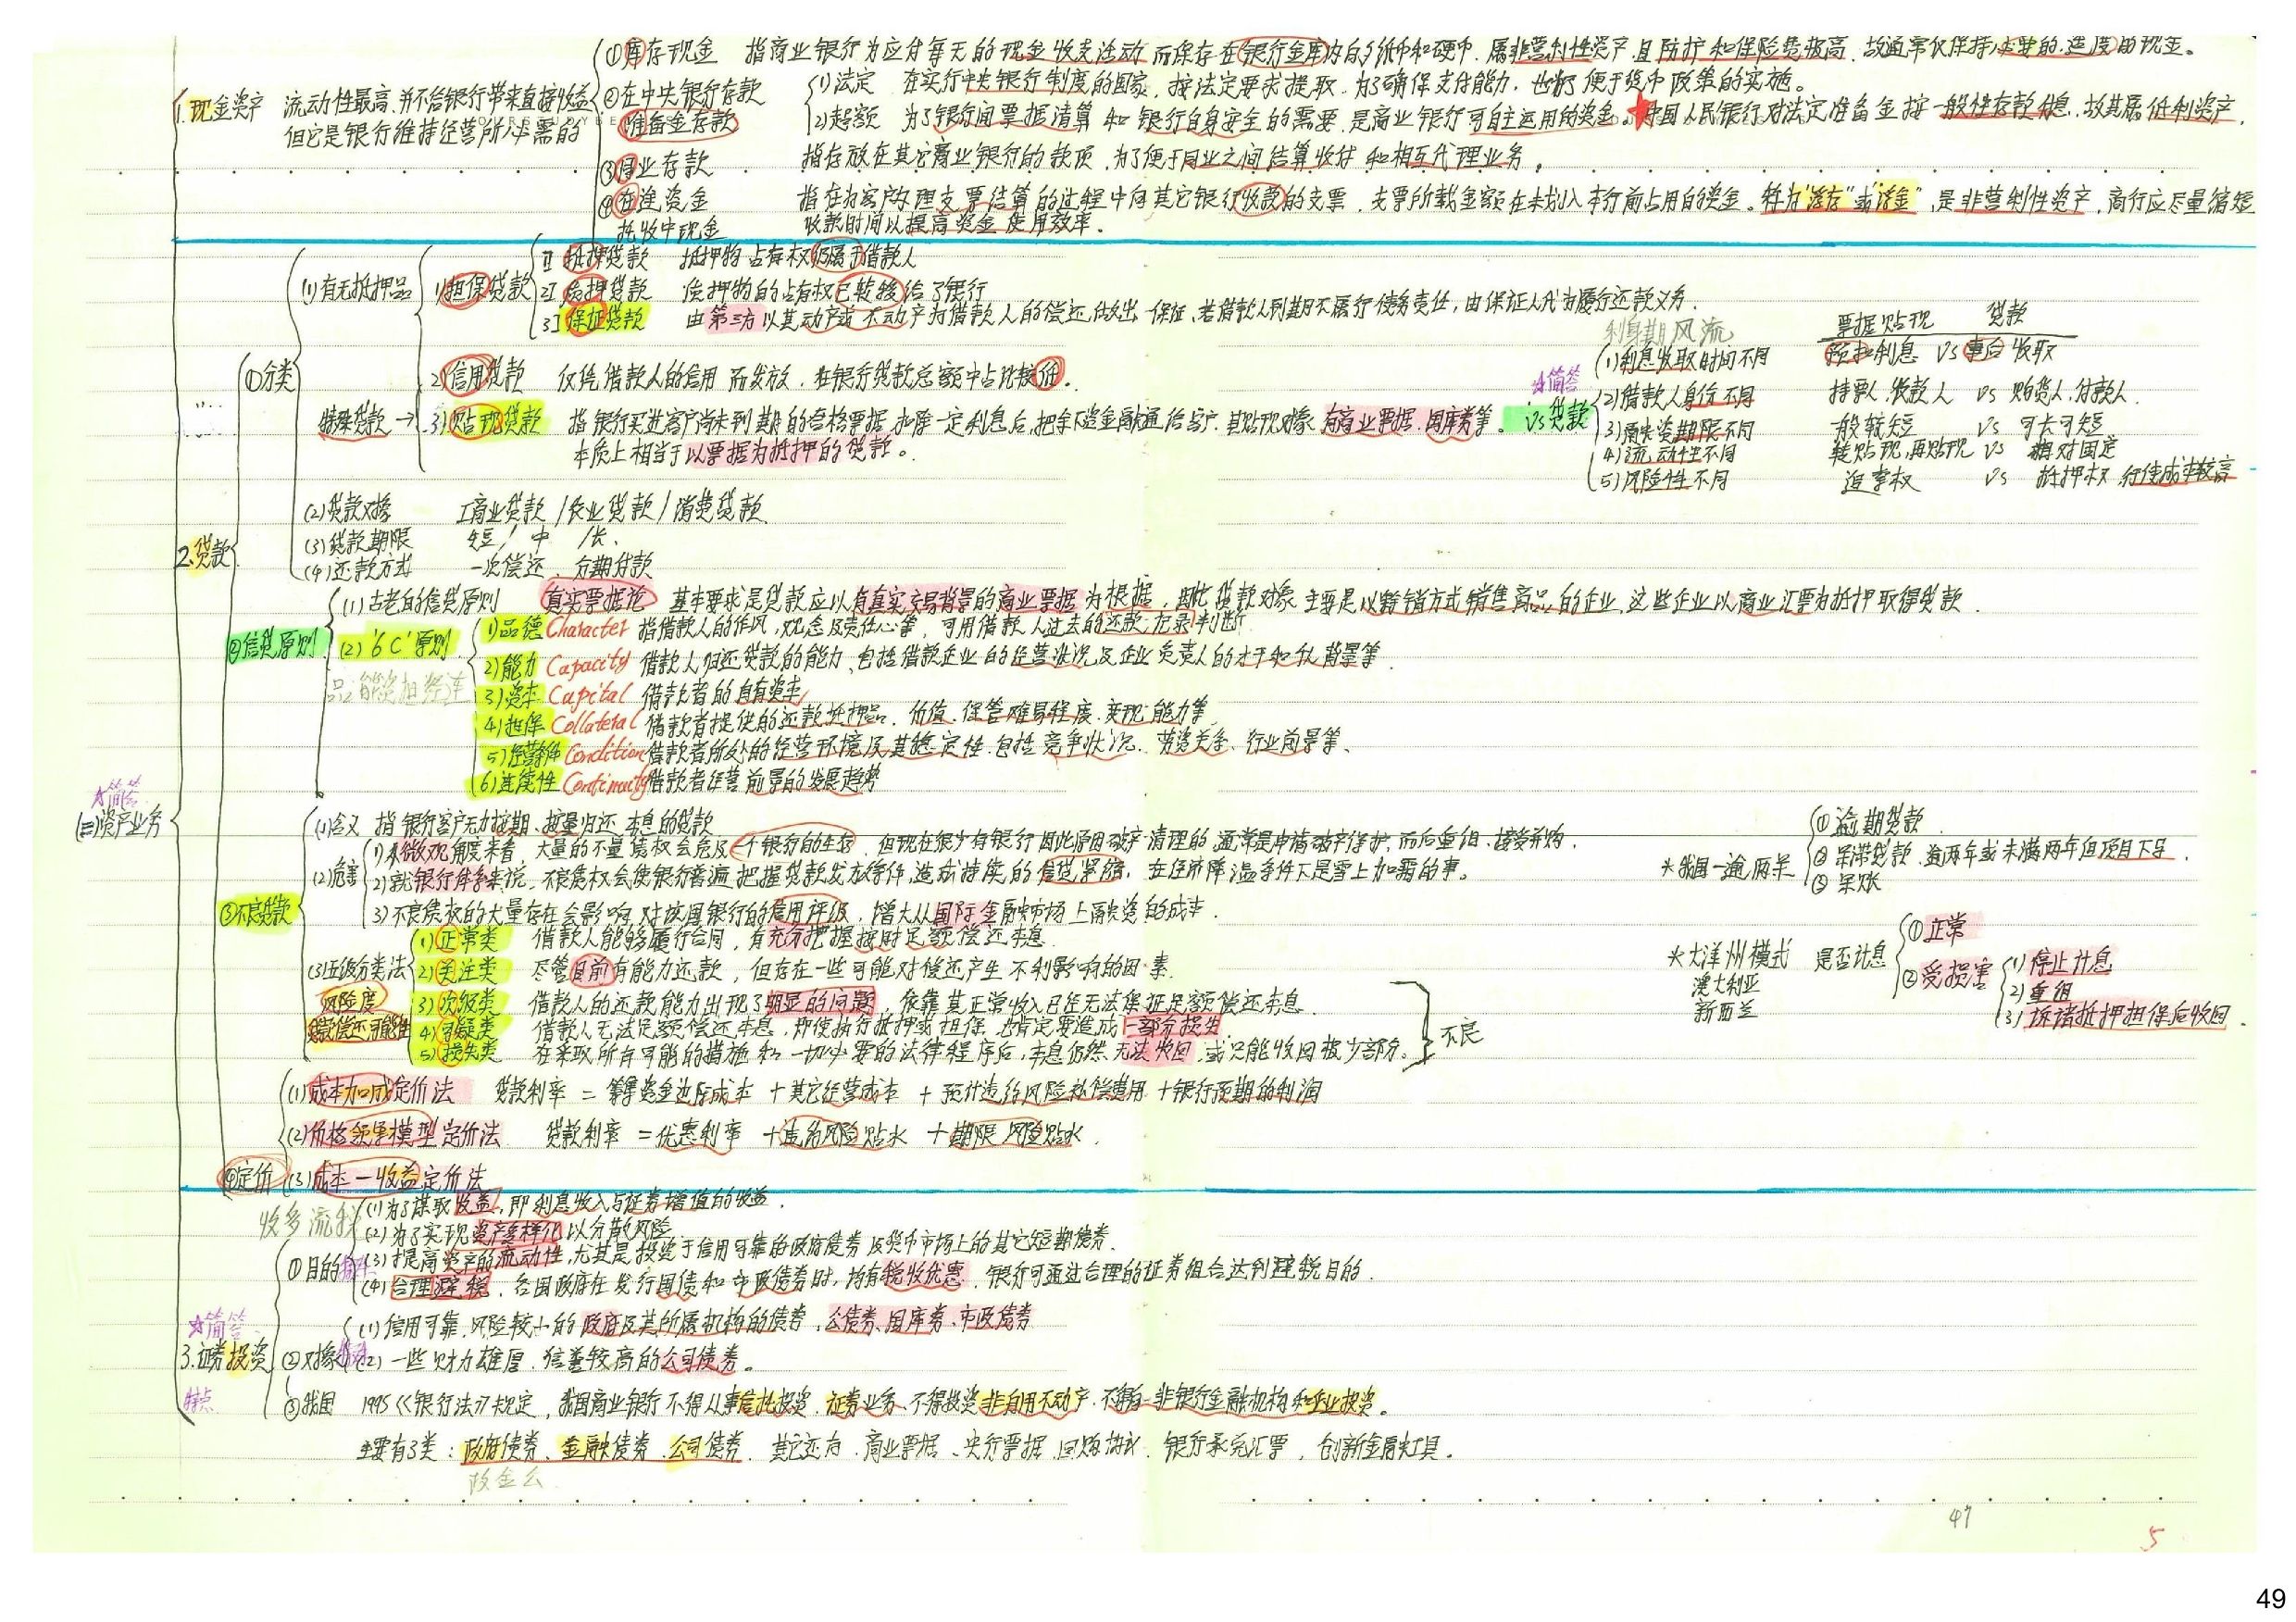 (三)资产业务
☆简答
1.现金资产 流动性最高、并不给银行带来直接收益
但它是银行维持经营所必需的
①库存现金 指商业银行为应付每天的现金收支活动而保存在银行金库内的纸币和硬币.属非营利性资产且防护和保险费极高.故通常仅保持必要的.适度的现金。
②在中央银行存款
准备金存款
(1)法定 在实行中央银行制度的国家.按法定要求提取.为了确保支付能力,也为了便于货币政策的实施。
(2)超额 为了银行间票据清算和银行自身安全的需要.是商业银行可自主运用的资金。★中国人民银行对法定准备金按一般性存款计息.故其属低利资产.
③同业存款 指存放在其它商业银行的款项.为了便于同业之间结算收付和相互代理业务。
④在途资金 指在为客户办理支票结算的过程中向其它银行收款的支票.支票所载金额在未划入本行前占用的资金。称为"浮存"或"浮金".是非营利性资产.商行应尽量缩短
托收中现金 收款时间以提高资金使用效率.
2.贷款
①分类
(1)有无抵押品
1)担保贷款
1]抵押贷款 抵押物占有权仍属于借款人
2]质押贷款 质押物的占有权已转移给了银行
3]保证贷款 由第三方以其动产或不动产为借款人的偿还做出保证.若借款人到期不履行债务责任,由保证人代为履行还款义务.
2)信用贷款 仅凭借款人的信用而发放.在银行贷款总额中占比较低.
特殊贷款→3)贴现贷款 指银行买进客户尚未到期的合格票据.扣除一定利息后.把余下资金融通给客户.其贴现对象有商业票据.国库券等。VS贷款
本质上相当于以票据为抵押的贷款。
☆简答
利身期风流
票据贴现 贷款
(1)利息收取时间不同 预扣利息 VS 事后收取
(2)借款人身份不同 持票人.收款人 VS 购货人.付款人.
(3)融资期限不同 一般较短 VS 可长可短
(4)流动性不同 转贴现.再贴现 VS 相对固定
(5)风险性不同 追索权 VS 抵押权 行使成本较高
(2)贷款对象 工商业贷款/农业贷款/消费贷款
(3)贷款期限 短/中/长.
(4)还款方式 一次偿还.分期付款
②信贷原则
(1)古老的信贷原则 真实票据论 基本要求是贷款应以有真实交易背景的商业票据为根据,因此贷款对象主要是以赊销方式销售商品的企业.这些企业以商业汇票为抵押取得贷款.
(2)'6C'原则
品能资担经连
1)品德Character 指借款人的作风,观念及责任心等,可用借款人过去的还款记录判断
2)能力Capacity 借款人归还贷款的能力、包括借款企业的经营状况及企业负责人的才干和私背景等.
3)资本Capital 借款者的自有资本
4)担保Collateral 借款者提供的还款抵押品.价值.保管难易程度.变现能力等
5)经营条件Condition 借款者所处的经营环境及其稳定性.包括竞争状况、劳资关系、行业前景等、
(6)连续性Continuity 借款者经营前景的发展趋势
③不良贷款
(1)含义 指银行客户无力按期、按量归还本息的贷款
(2)危害
1)从微观角度来看,大量的不良债权会危及一个银行的生存.但现在很少有银行因此原因破产清理的.通常是申请破产保护.而后重组、接受并购.
2)就银行体系来说,不良债权会使银行普遍把握贷款发放条件.造成持续的信贷紧缩,在经济降温条件下是雪上加霜的事。
3)不良债权的大量存在会影响对该国银行的信用评级,增大从国际金融市场上融资的成本.
(3)五级分类法
风险度
贷款偿还可能性
1)正常类 借款人能够履行合同,有充分把握按时足额偿还本息
2)关注类 尽管目前有能力还款,但存在一些可能对偿还产生不利影响的因素.
3)次级类 借款人的还款能力出现了明显的问题,依靠其正常收入已经无法保证足额偿还本息
4)可疑类 借款人无法足额偿还本息,即使执行抵押或担保.也肯定要造成一部分损失
5)损失类 在采取所有可能的措施和一切必要的法律程序后,本息仍然无法收回.或只能收回极少部分。
不良
*我国一逾两呆
①逾期贷款
②呆滞贷款.逾两年或未满两年但项目下马.
③呆账
*大洋州模式 是否计息
澳大利亚
新西兰
①正常
②受损害
(1)停止计息
(2)重组
(3)诉诸抵押担保后收回.
④定价
(1)成本加成定价法 贷款利率=筹集资金边际成本+其它经营成本+预计违约风险补偿费用+银行预期的利润
(2)价格领导模型定价法 贷款利率=优惠利率+违约风险贴水+期限风险贴水.
(3)成本—收益定价法
☆简答
3.证券投资
特点
收多流税
①目的
(1)为了谋取收益,即利息收入与证券增值的收益.
(2)为了实现资产多样化以分散风险
(3)提高资产的流动性,尤其是投资于信用可靠的政府债券及货币市场上的其它短期债券.
(4)合理避税.各国政府在发行国债和市政债券时,均有税收优惠.银行可通过合理的证券组合达到避税目的.
②对象
(1)信用可靠.风险较小的政府及其所属机构的债券.公债券、国库券、市政债券
(2)一些财力雄厚.信誉较高的公司债券。
③我国 1995《银行法》规定,我国商业银行不得从事信托投资.证券业务、不得投资非自用不动产.不得向非银行金融机构和企业投资。
主要有3类:政府债券、金融债券.公司债券.其它还有.商业票据、央行票据.回购协议.银行承兑汇票,创新金融工具。
政金公
47
5
49